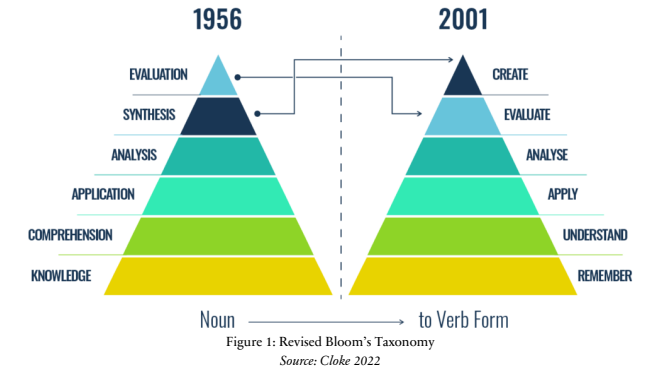 1956
2001
EVALUATION
SYNTHESIS
ANALYSIS
APPLICATION
COMPREHENSION
KNOWLEDGE
CREATE
EVALUATE
ANALYSE
APPLY
UNDERSTAND
REMEMBER
Noun
to Verb Form
Figure 1: Revised Bloom's Taxonomy
Source: Cloke 2022